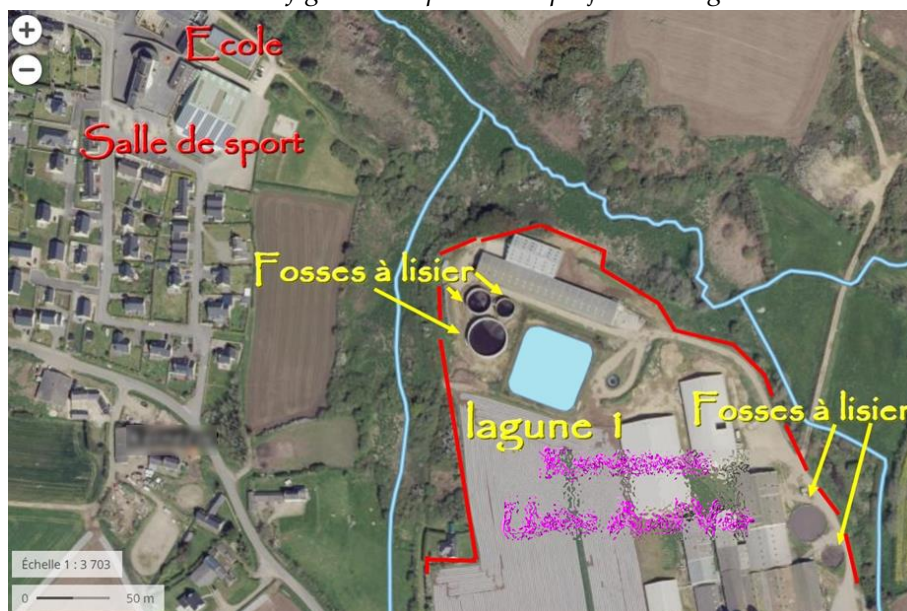 +
−
Ecole
Salle de sport
Fosses à lisier
lagune 1
Fosses à lisier
Échelle 1 : 3 703
0 50 m